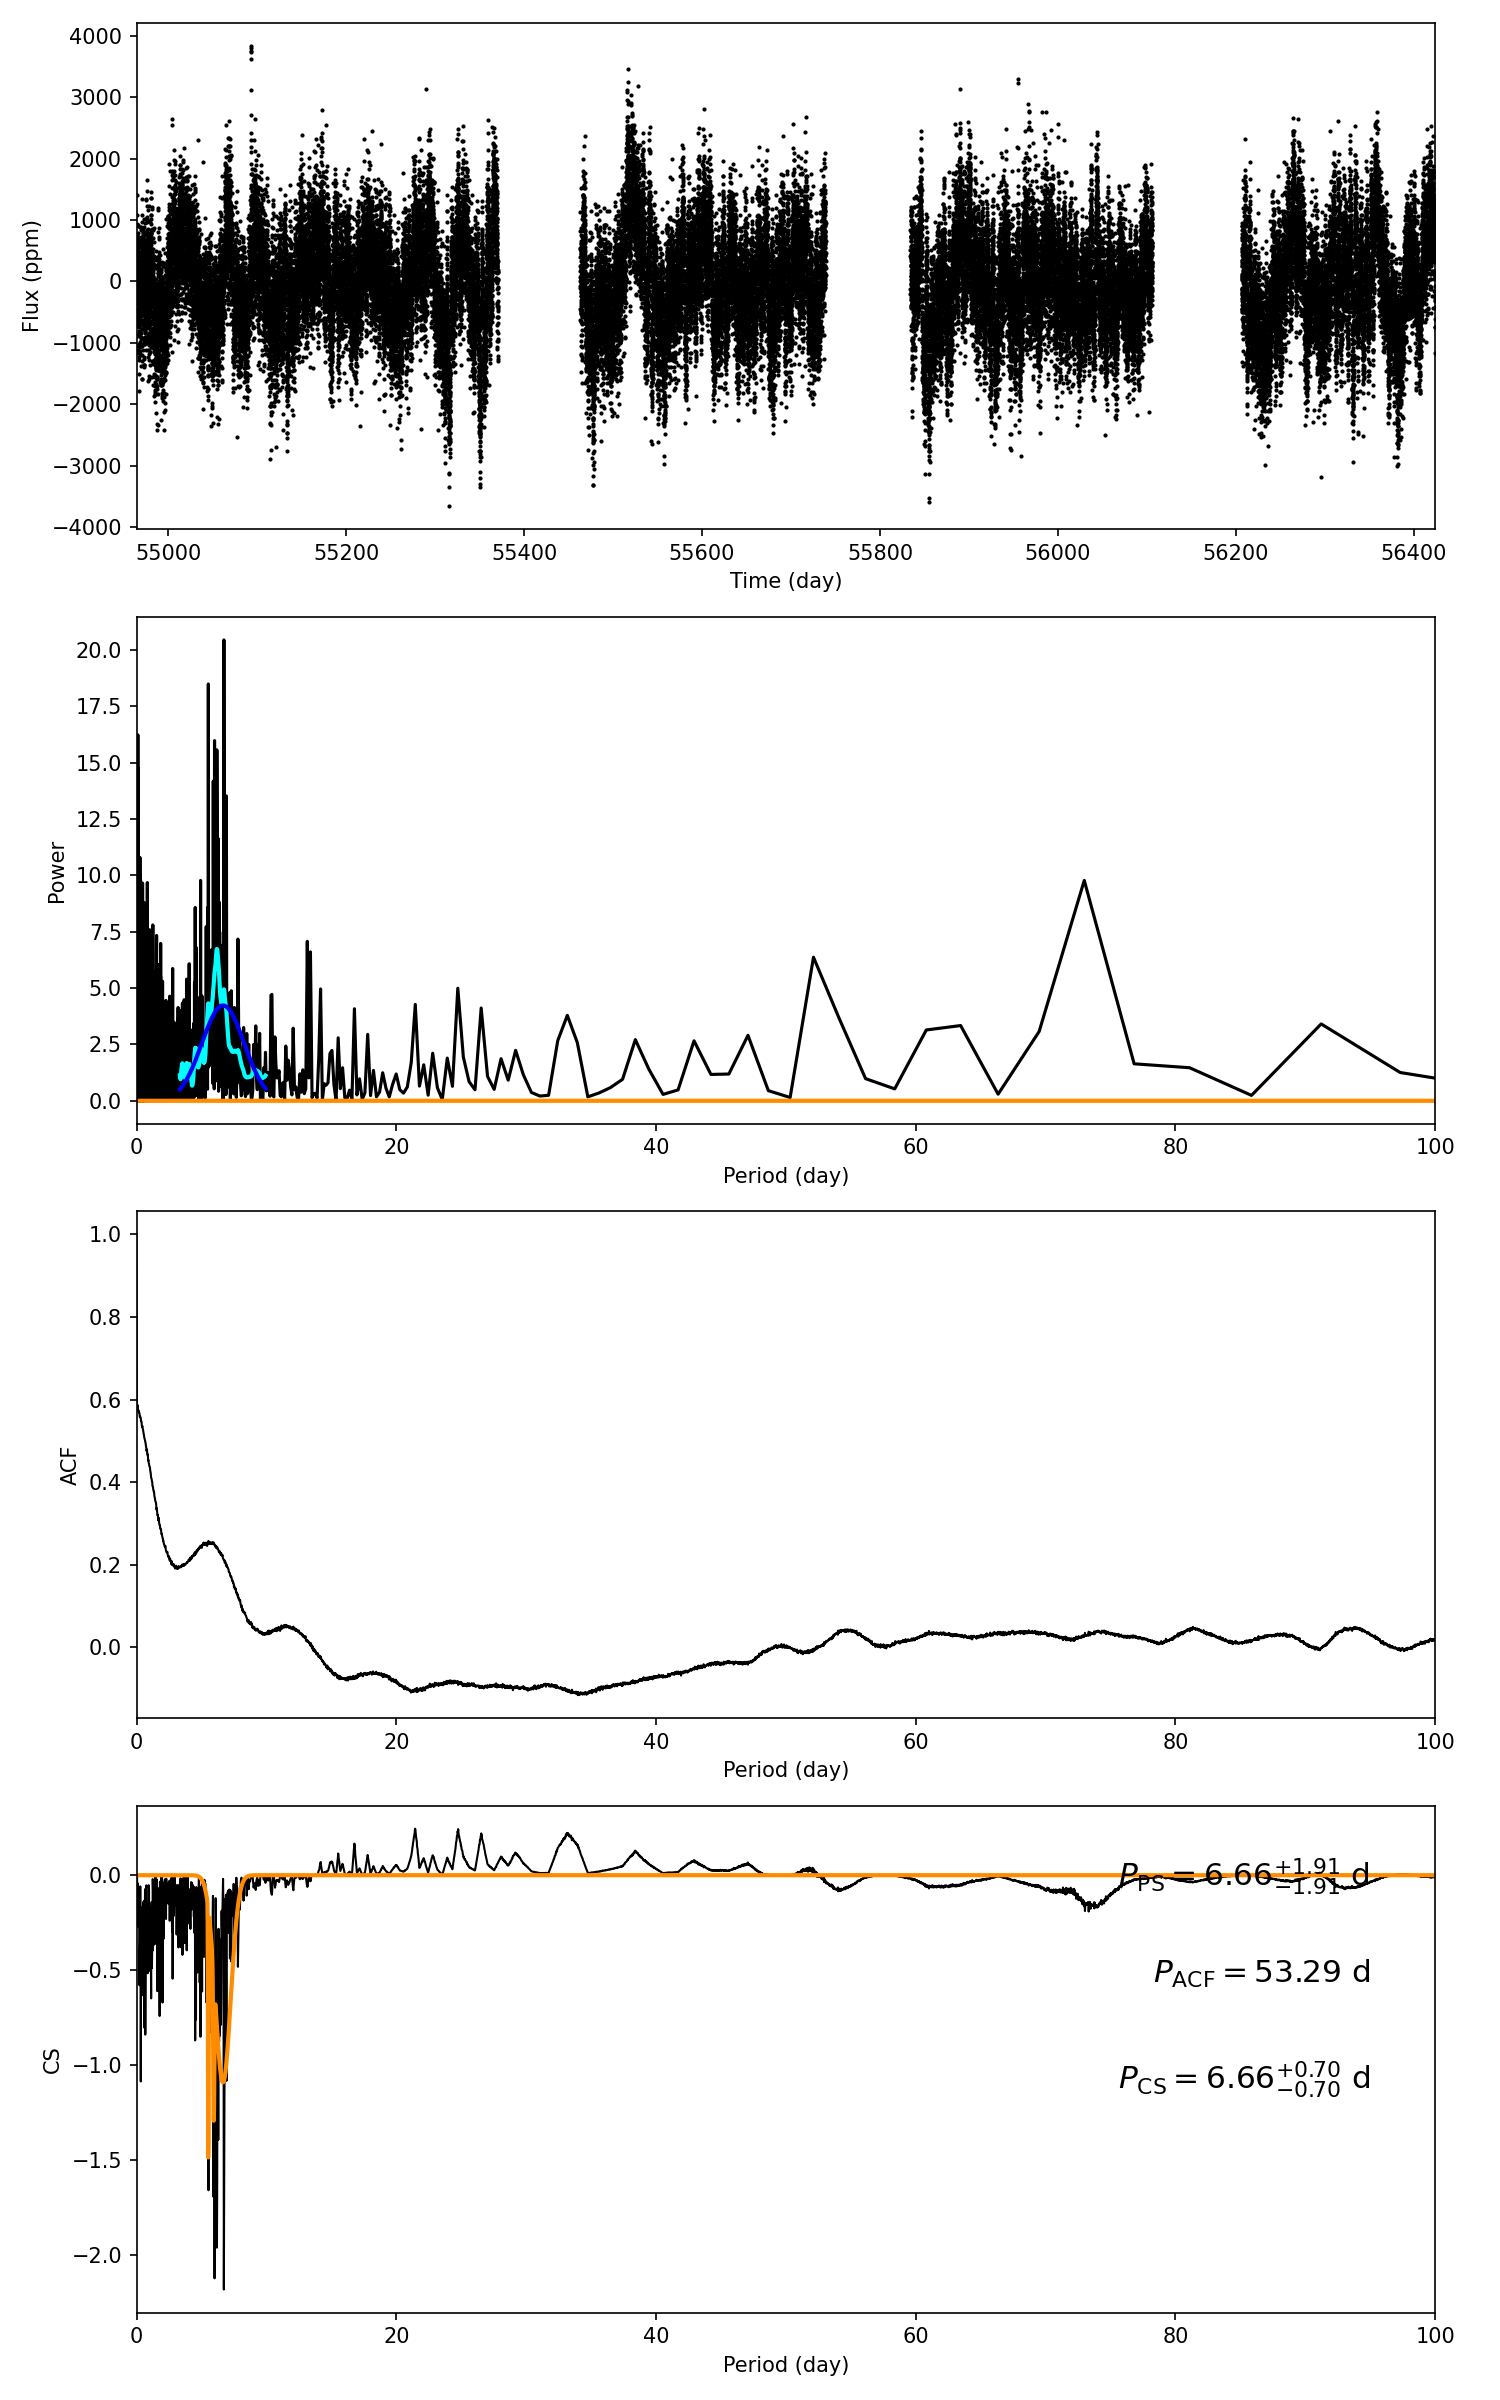 4000
3000
2000
1000
0
−1000
−2000
−3000
−4000
Flux (ppm)
55000 55200 55400 55600 55800 56000 56200 56400
Time (day)
20.0
17.5
15.0
12.5
10.0
7.5
5.0
2.5
0.0
Power
0 20 40 60 80 100
Period (day)
1.0
0.8
0.6
0.4
0.2
0.0
ACF
0 20 40 60 80 100
Period (day)
0.0
−0.5
−1.0
−1.5
−2.0
CS
P_PS = 6.66^{+1.91}_{−1.91} d
P_ACF = 53.29 d
P_CS = 6.66^{+0.70}_{−0.70} d
0 20 40 60 80 100
Period (day)